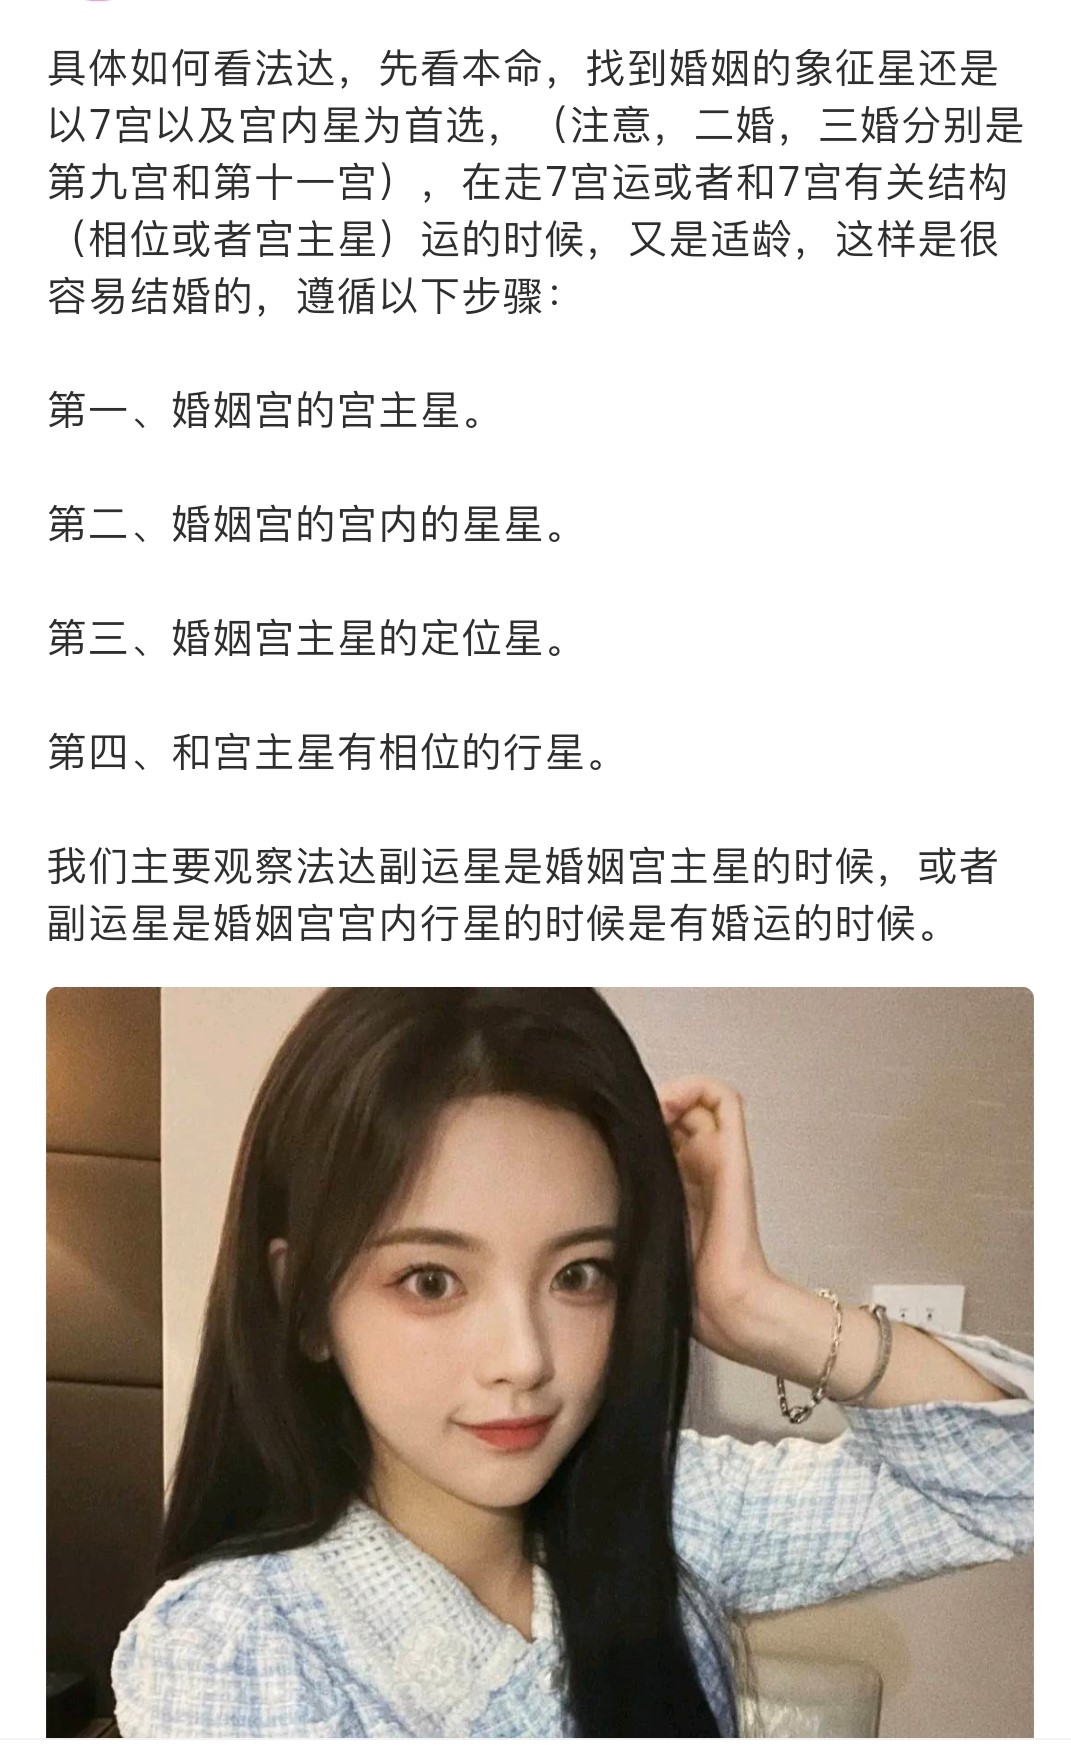 具体如何看法达，先看本命，找到婚姻的象征星还是
以7宫以及宫内星为首选，（注意，二婚，三婚分别是
第九宫和第十一宫），在走7宫运或者和7宫有关结构
（相位或者宫主星）运的时候，又是适龄，这样是很
容易结婚的，遵循以下步骤：
第一、婚姻宫的宫主星。
第二、婚姻宫的宫内的星星。
第三、婚姻宫主星的定位星。
第四、和宫主星有相位的行星。
我们主要观察法达副运星是婚姻宫主星的时候，或者
副运星是婚姻宫宫内行星的时候是有婚运的时候。